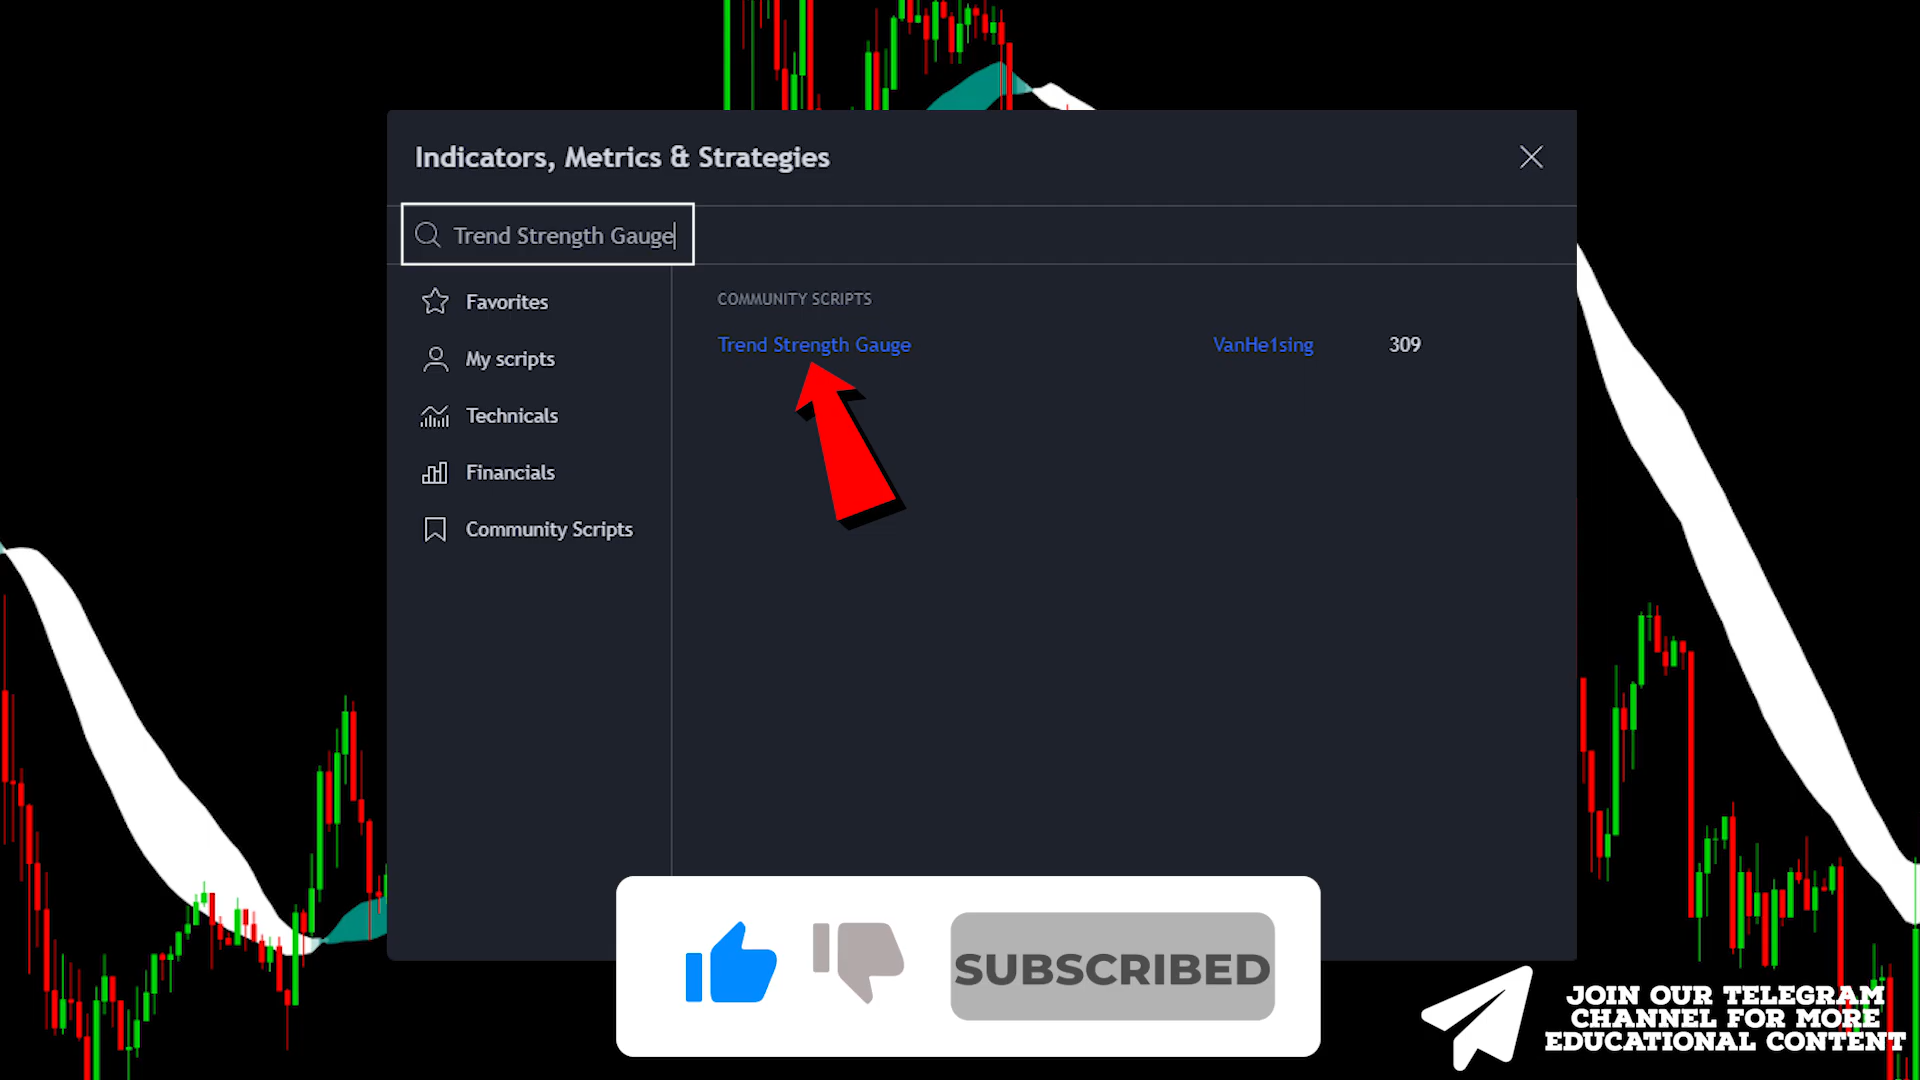 Indicators, Metrics & Strategies
Trend Strength Gauge
Favorites
My scripts
Technicals
Financials
Community Scripts
COMMUNITY SCRIPTS
Trend Strength Gauge VanHe1sing 309
SUBSCRIBED
JOIN OUR TELEGRAM
CHANNEL FOR MORE
EDUCATIONAL CONTENT